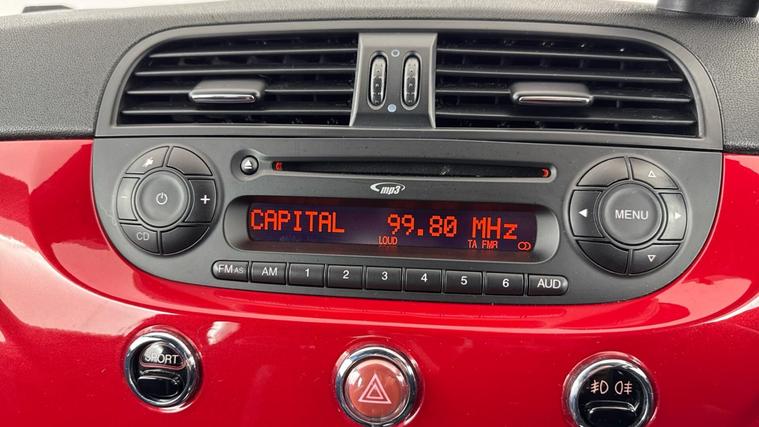 mp3
CAPITAL 99.80 MHz
LOUD TA FMR
CD
MENU
FM AS AM 1 2 3 4 5 6 AUD
SPORT